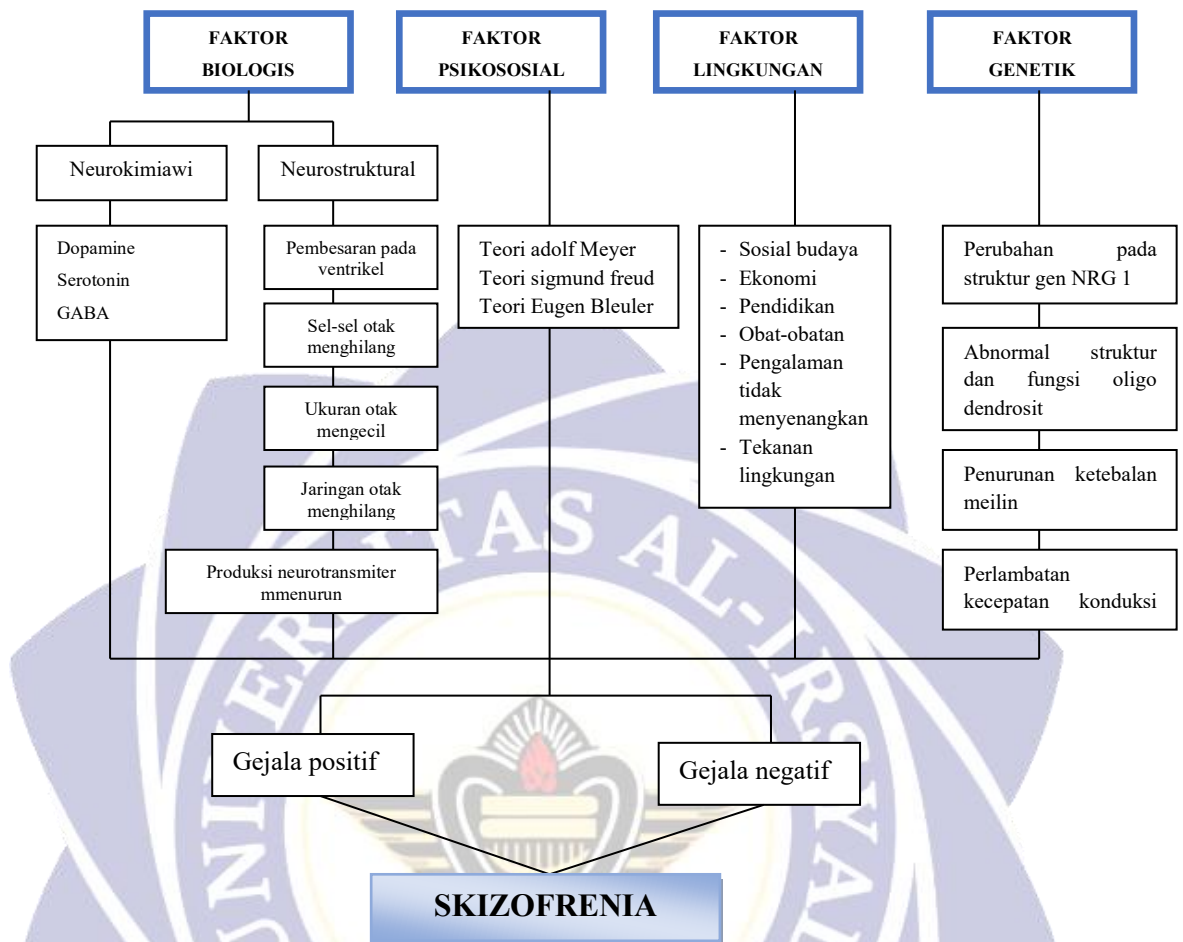 FAKTOR
BIOLOGIS
FAKTOR
PSIKOSOSIAL
FAKTOR
LINGKUNGAN
FAKTOR
GENETIK
Neurokimiawi
Neurostruktural
Dopamine
Serotonin
GABA
Pembesaran pada
ventrikel
Sel-sel otak
menghilang
Ukuran otak
mengecil
Jaringan otak
menghilang
Produksi neurotransmiter
mmenurun
Teori adolf Meyer
Teori sigmund freud
Teori Eugen Bleuler
- Sosial budaya
- Ekonomi
- Pendidikan
- Obat-obatan
- Pengalaman
tidak
menyenangkan
- Tekanan
lingkungan
Perubahan pada
struktur gen NRG 1
Abnormal struktur
dan fungsi oligo
dendrosit
Penurunan ketebalan
meilin
Perlambatan
kecepatan konduksi
Gejala positif
Gejala negatif
SKIZOFRENIA